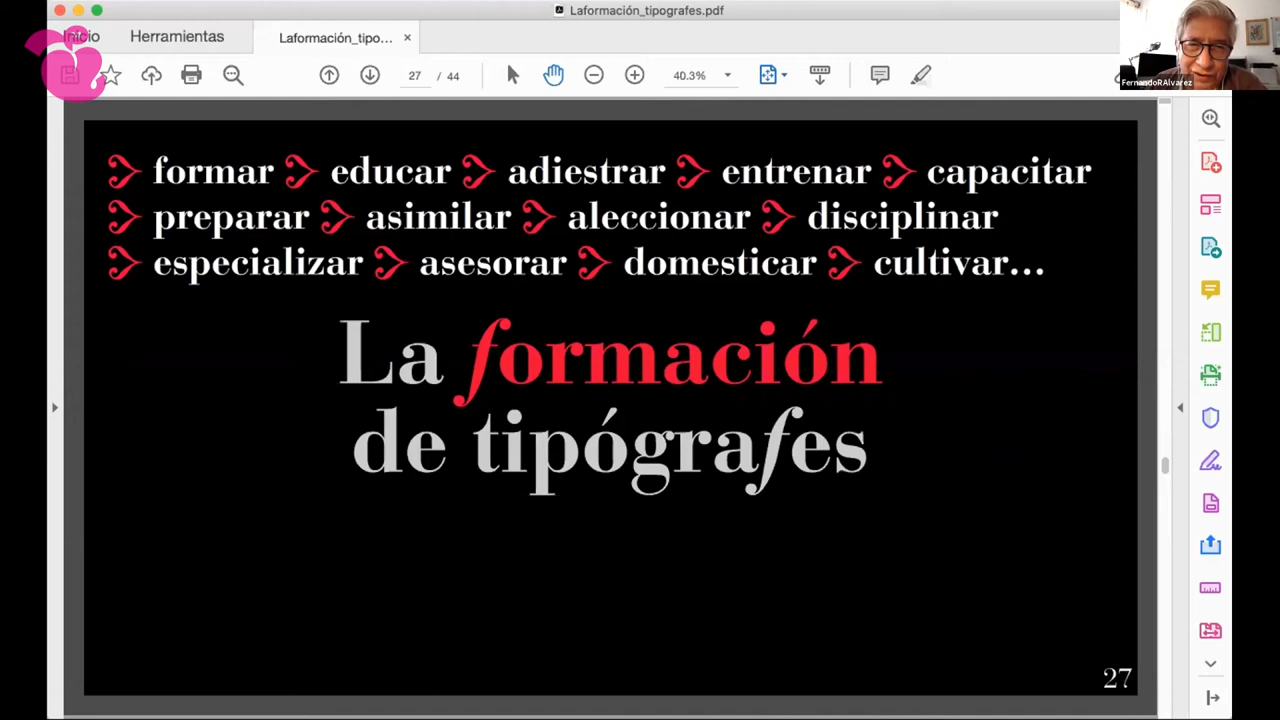 Laformación_tipografes.pdf
Inicio Herramientas Laformación_tipo... ×
27 / 44 40.3%
FernandoRAlvarez
formar educar adiestrar entrenar capacitar
preparar asimilar aleccionar disciplinar
especializar asesorar domesticar cultivar...
La formación
de tipógrafes
27